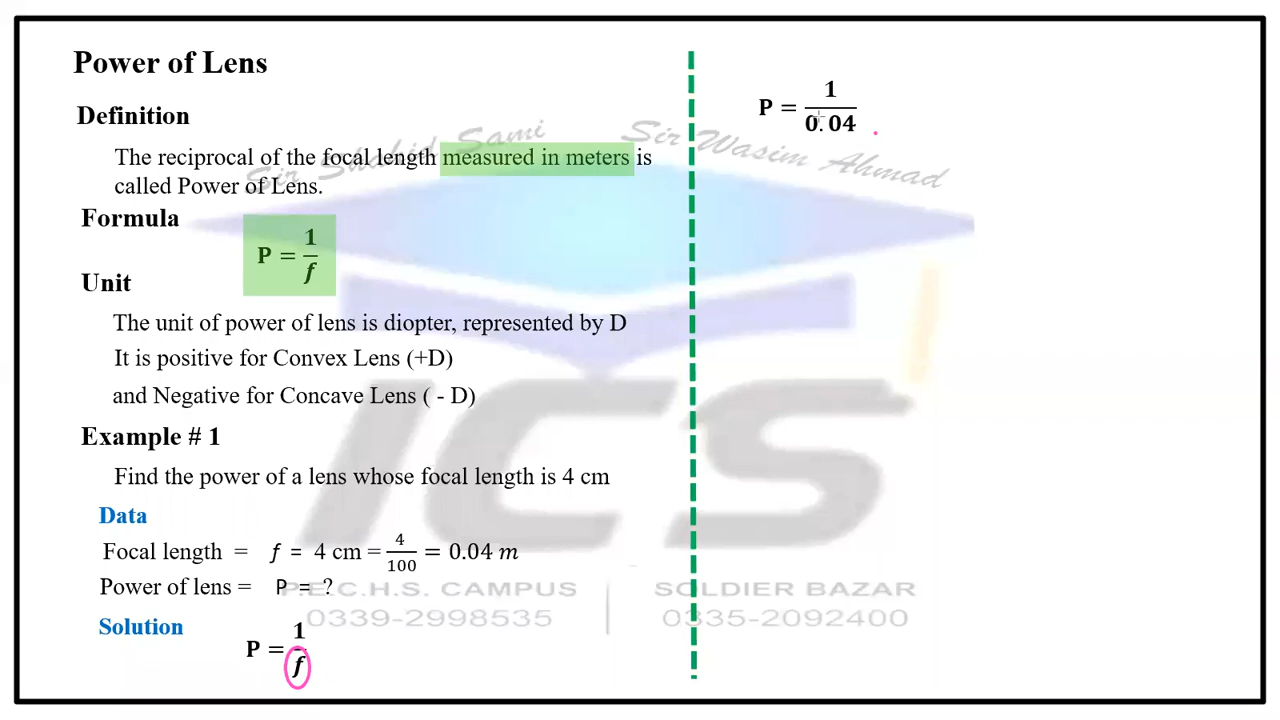 Power of Lens
Definition
The reciprocal of the focal length measured in meters is
called Power of Lens.
Formula
P = 1/f
Unit
The unit of power of lens is diopter, represented by D
It is positive for Convex Lens (+D)
and Negative for Concave Lens ( - D)
Example # 1
Find the power of a lens whose focal length is 4 cm
Data
Focal length = f = 4 cm = 4/100 = 0.04 m
Power of lens = P = ?
Solution
P = 1/f
P = 1/0.04
Sir Shahid Sami
Sir Wasim Ahmad
ICS
P.E.C.H.S. CAMPUS
0339-2998535
SOLDIER BAZAR
0335-2092400